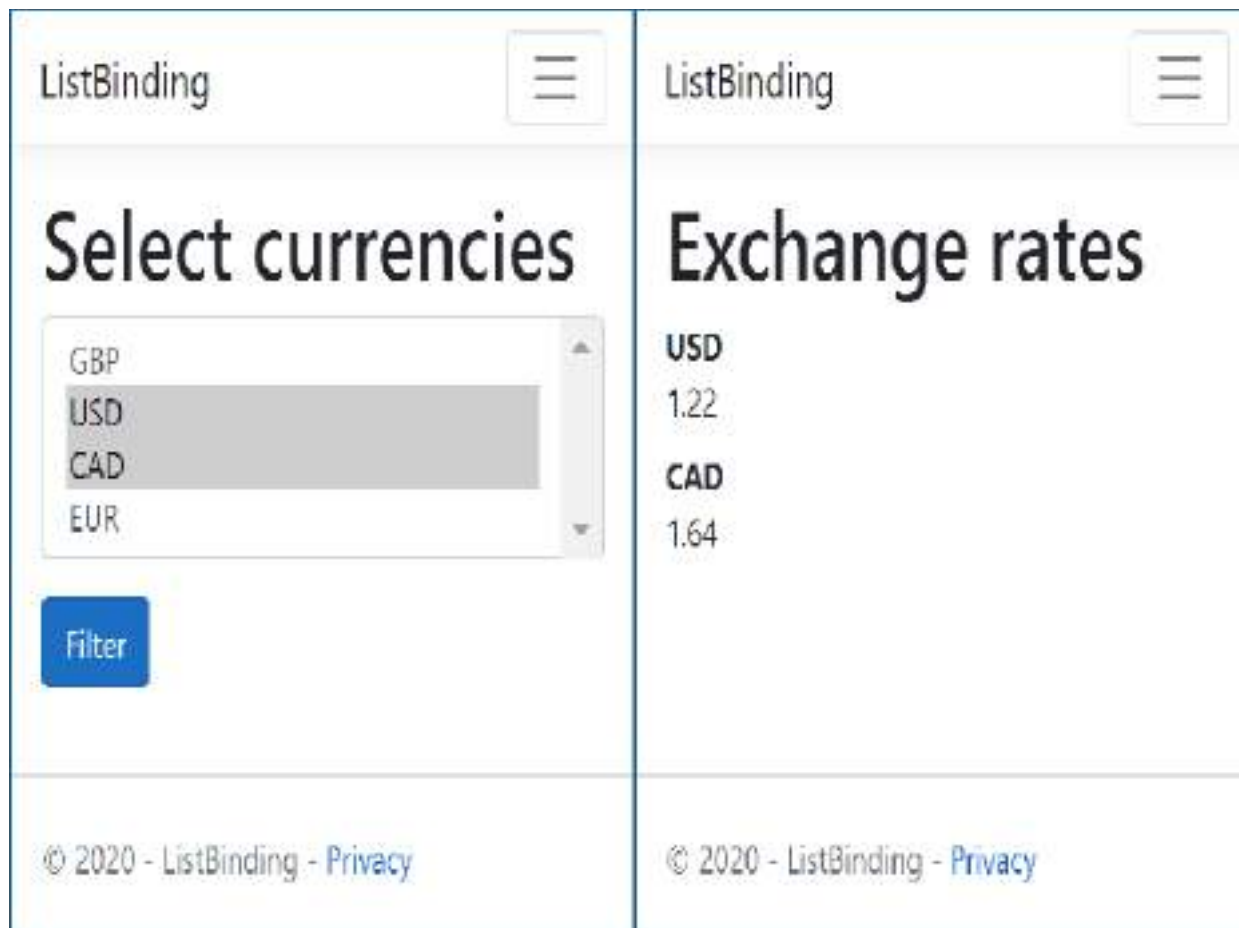 ListBinding
Select currencies
GBP
USD
CAD
EUR
Filter
© 2020 - ListBinding - Privacy
ListBinding
Exchange rates
USD
1.22
CAD
1.64
© 2020 - ListBinding - Privacy